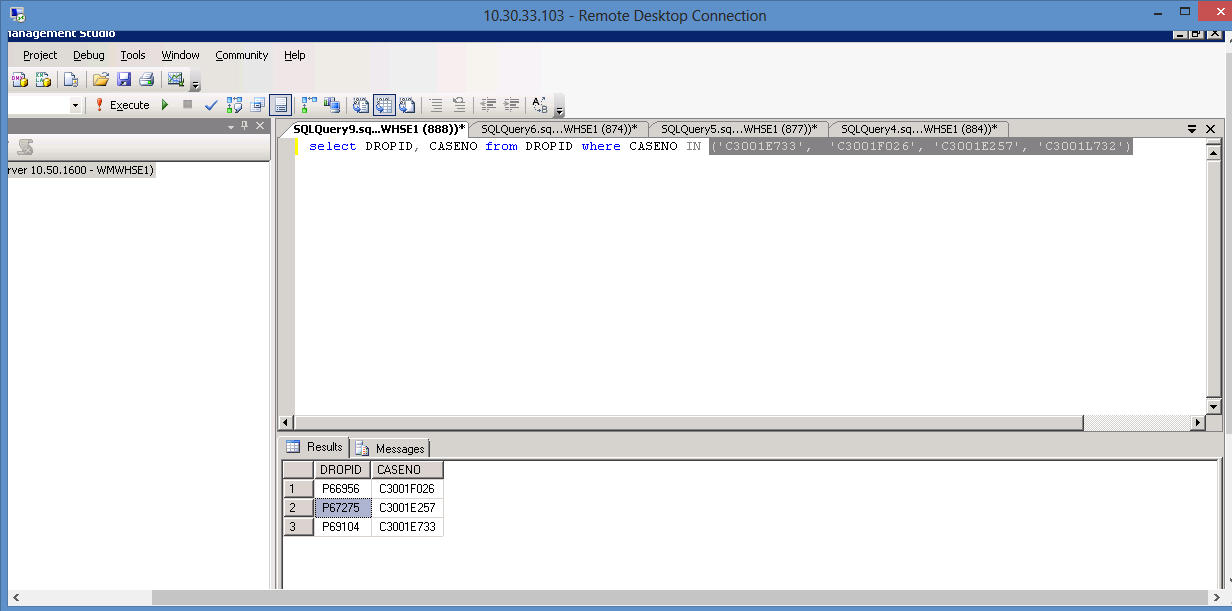 10.30.33.103 - Remote Desktop Connection
Management Studio
Project Debug Tools Window Community Help
Execute
SQLQuery9.sq...WHSE1 (888))* SQLQuery6.sq...WHSE1 (874))* SQLQuery5.sq...WHSE1 (877))* SQLQuery4.sq...WHSE1 (884))*
select DROPID, CASENO from DROPID where CASENO IN ('C3001E733', 'C3001F026', 'C3001E257', 'C3001L732')
rver 10.50.1600 - WMWHSE1)
Results Messages
DROPID CASENO
1 P66956 C3001F026
2 P67275 C3001E257
3 P69104 C3001E733